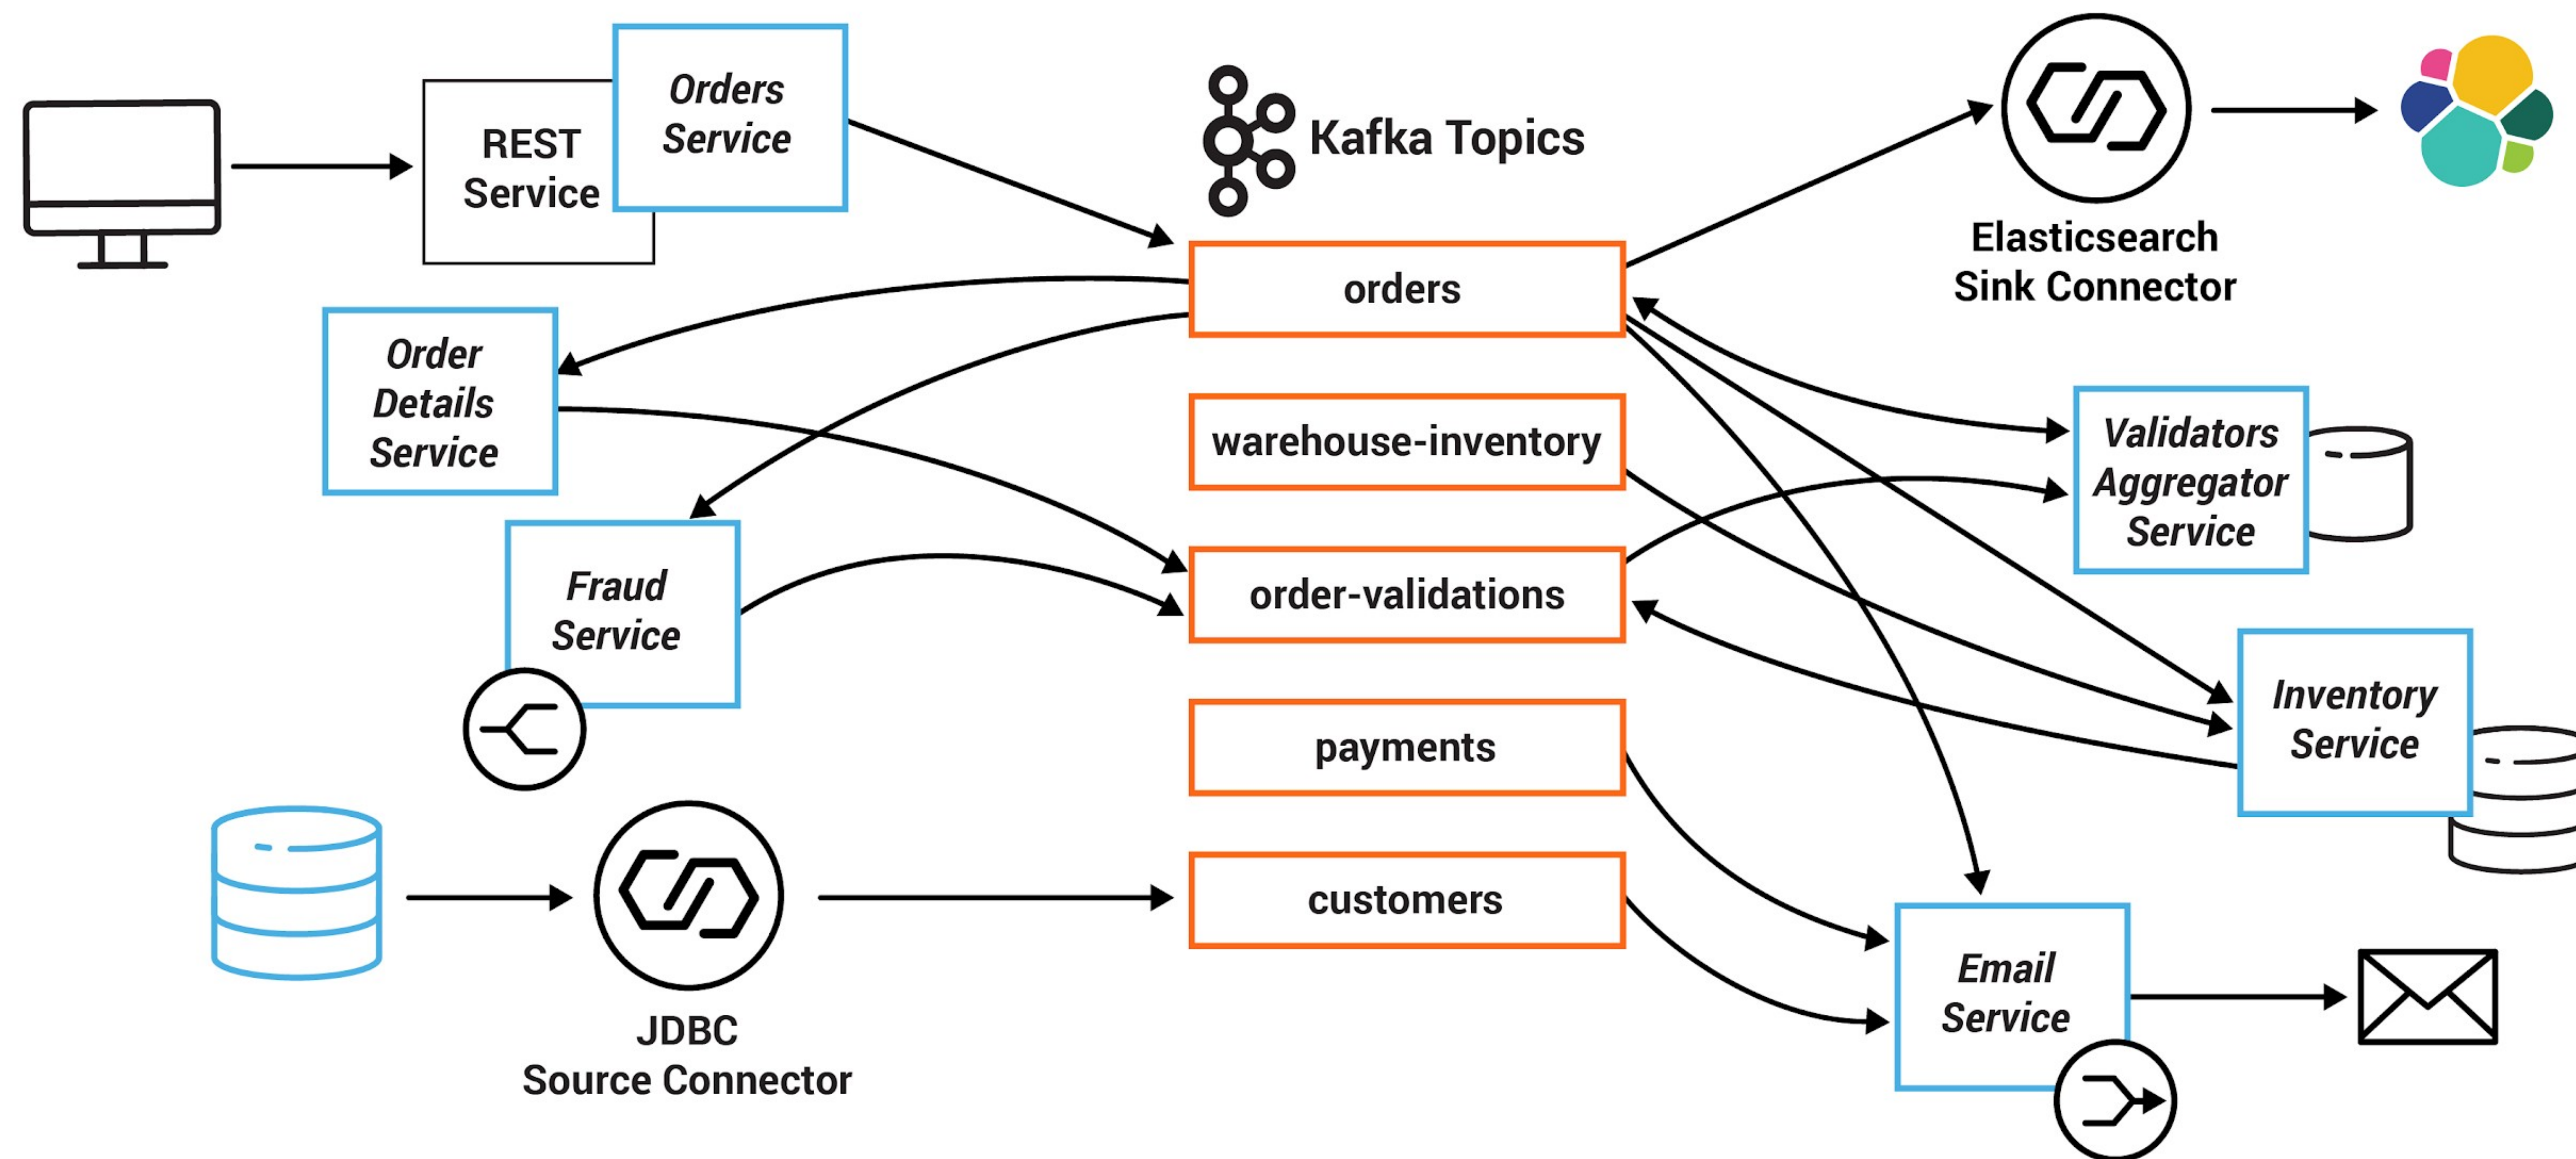 Orders
Service
REST
Service
Kafka Topics
Elasticsearch
Sink Connector
orders
Order
Details
Service
warehouse-inventory
Validators
Aggregator
Service
Fraud
Service
order-validations
Inventory
Service
payments
customers
Email
Service
JDBC
Source Connector